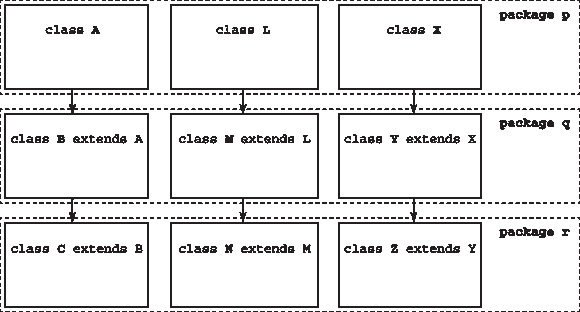 package p
class A
class L
class X
package q
class B extends A
class M extends L
class Y extends X
package r
class C extends B
class N extends M
class Z extends Y